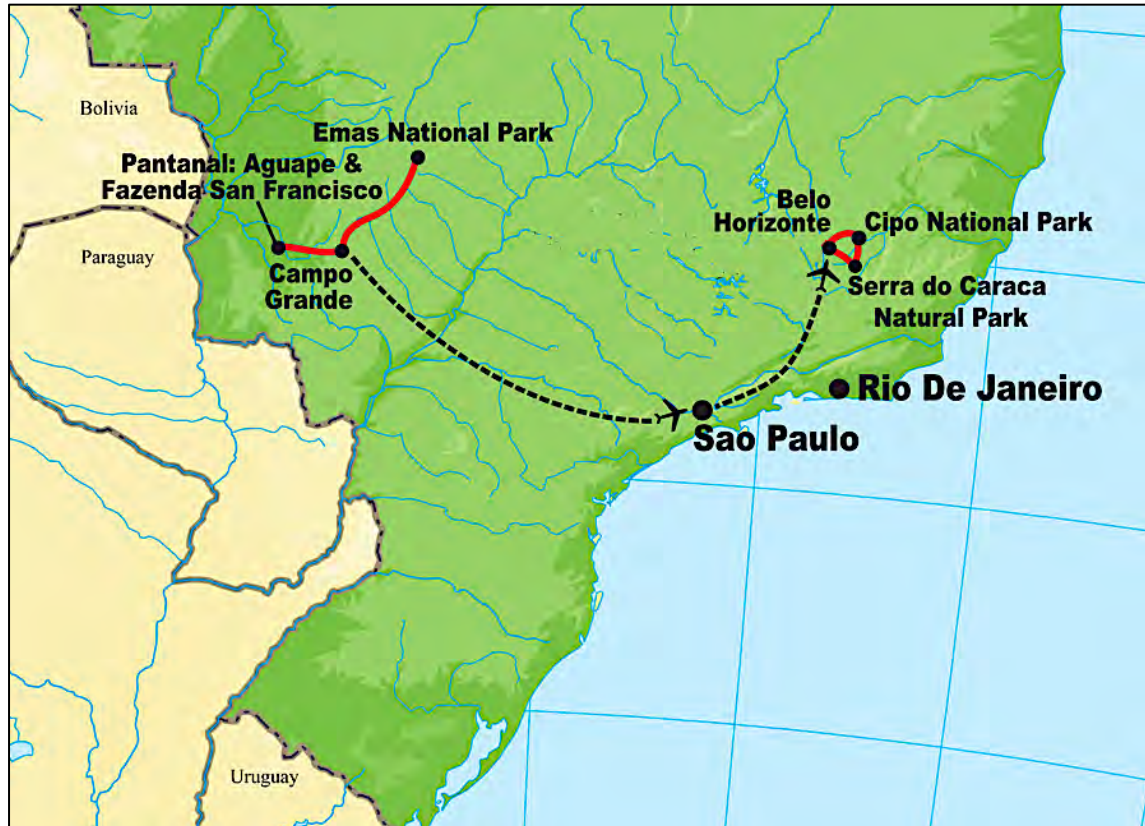 Bolivia
Emas National Park
Pantanal: Aguape &
Fazenda San Francisco
Belo
Horizonte
Cipo National Park
Paraguay
Campo
Grande
Serra do Caraca
Natural Park
Rio De Janeiro
Sao Paulo
Uruguay